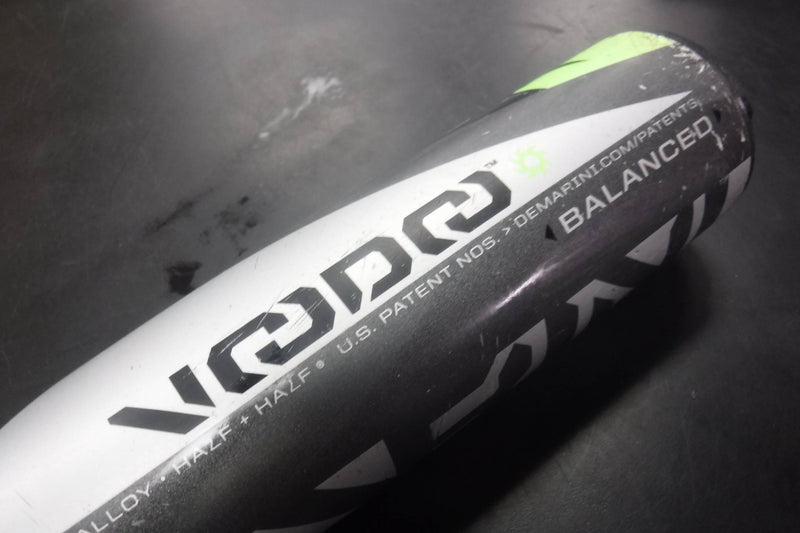 VOODOO™
ALLOY • HALF + HALF® U.S. PATENT NOS. > DEMARINI.COM/PATENTS
BALANCED